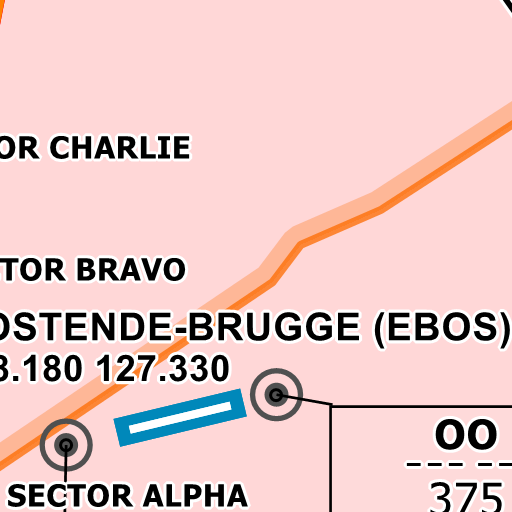 OR CHARLIE
TOR BRAVO
OSTENDE-BRUGGE (EBOS)
3.180 127.330
OO
375
SECTOR ALPHA